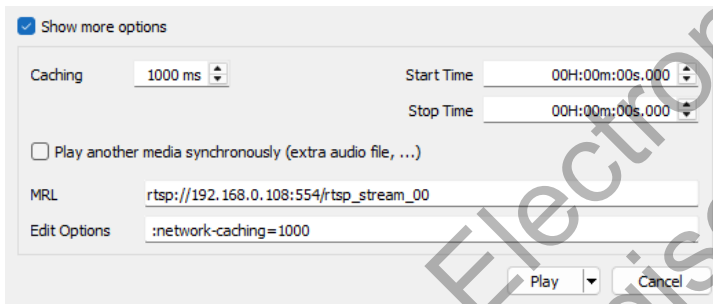 Show more options
Caching 1000 ms Start Time 00H:00m:00s.000
Stop Time 00H:00m:00s.000
Play another media synchronously (extra audio file, ...)
MRL rtsp://192.168.0.108:554/rtsp_stream_00
Edit Options :network-caching=1000
Play Cancel